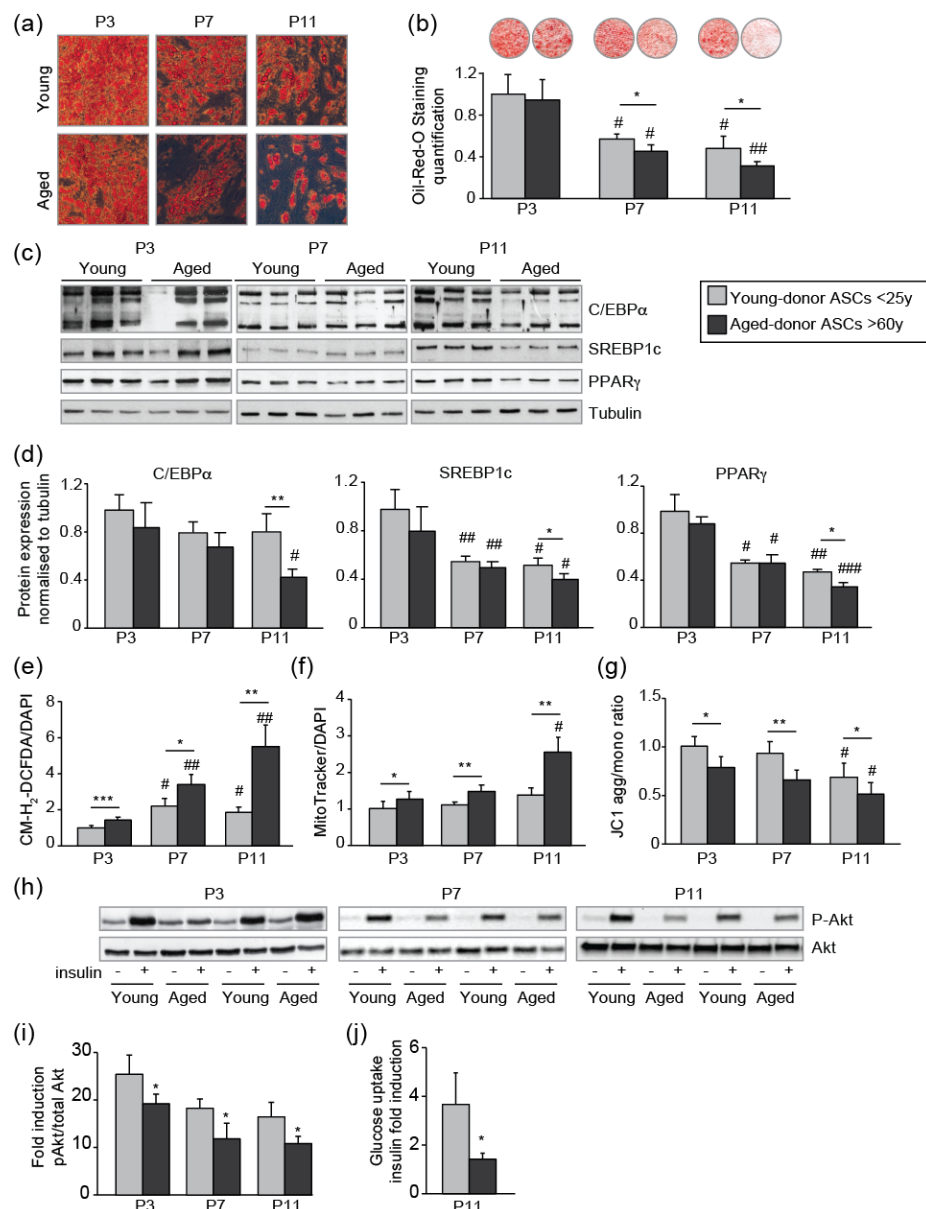 (a)
P3 P7 P11
Young
Aged
(b)
Oil-Red-O Staining
quantification
1.2
0.8
0.4
0
*
*
# # # ##
P3 P7 P11
(c)
P3 P7 P11
Young Aged Young Aged Young Aged
C/EBPα
SREBP1c
PPARγ
Tubulin
Young-donor ASCs <25y
Aged-donor ASCs >60y
(d)
Protein expression
normalised to tubulin
C/EBPα
1.2
0.8
0.4
0
**
#
P3 P7 P11
SREBP1c
1.2
0.8
0.4
0
*
## ## # #
P3 P7 P11
PPARγ
1.2
0.8
0.4
0
*
# # ## ###
P3 P7 P11
(e)
CM-H2-DCFDA/DAPI
8
6
4
2
0
*** * **
# ## # ##
P3 P7 P11
(f)
MitoTracker/DAPI
4
3
2
1
0
* ** **
#
P3 P7 P11
(g)
JC1 agg/mono ratio
1.5
1.0
0.5
0
* ** *
# #
P3 P7 P11
(h)
P3 P7 P11
P-Akt
Akt
insulin - + - + - + - + - + - + - + - + - + - + - + - +
Young Aged Young Aged Young Aged Young Aged Young Aged Young Aged
(i)
Fold induction
pAkt/total Akt
30
20
10
0
* * *
P3 P7 P11
(j)
Glucose uptake
insulin fold induction
6
4
2
0
*
P11